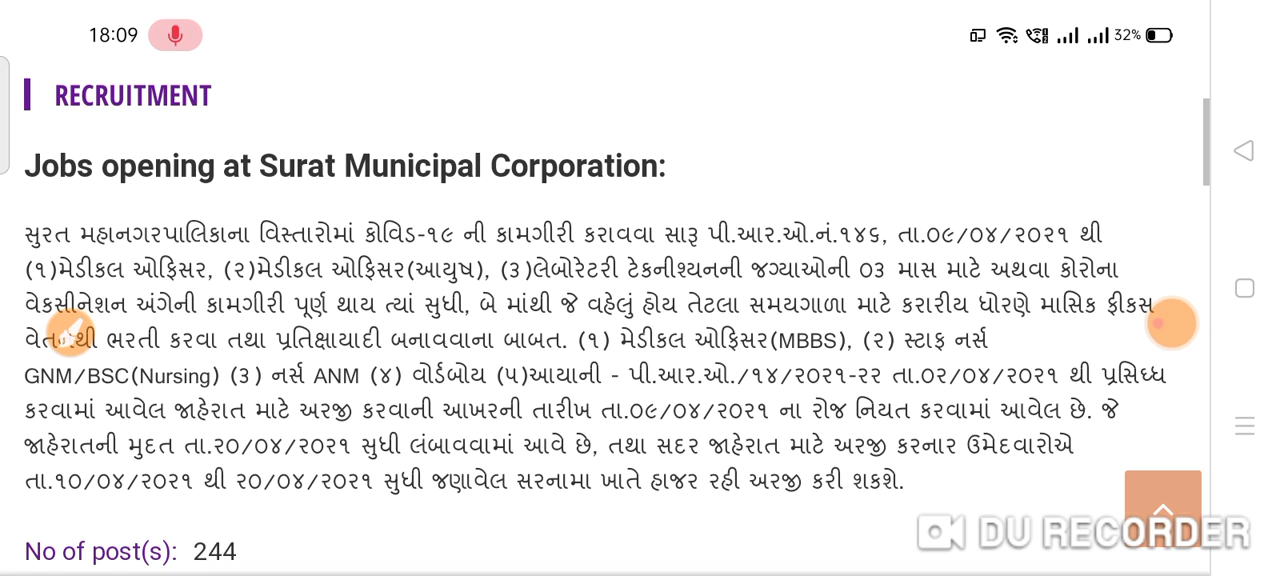 18:09
32%
RECRUITMENT
Jobs opening at Surat Municipal Corporation:
સુરત મહાનગરપાલિકાના વિસ્તારોમાં કોવિડ-૧૯ ની કામગીરી કરાવવા સારૂ પી.આર.ઓ.નં.૧૪૬, તા.૦૯/૦૪/૨૦૨૧ થી
(૧)મેડીકલ ઓફિસર, (૨)મેડીકલ ઓફિસર(આયુષ), (૩)લેબોરેટરી ટેકનીશ્યનની જગ્યાઓની ૦૩ માસ માટે અથવા કોરોના
વેકસીનેશન અંગેની કામગીરી પૂર્ણ થાય ત્યાં સુધી, બે માંથી જે વહેલું હોય તેટલા સમયગાળા માટે કરારીય ધોરણે માસિક ફીકસ
ભરતી કરવા તથા પ્રતિક્ષાયાદી બનાવવાના બાબત. (૧) મેડીકલ ઓફિસર(MBBS), (૨) સ્ટાફ નર્સ
GNM/BSC(Nursing) (૩) નર્સ ANM (૪) વોર્ડબોય (૫)આયાની - પી.આર.ઓ./૧૪/૨૦૨૧-૨૨ તા.૦૨/૦૪/૨૦૨૧ થી પ્રસિધ્ધ
કરવામાં આવેલ જાહેરાત માટે અરજી કરવાની આખરની તારીખ તા.૦૯/૦૪/૨૦૨૧ ના રોજ નિયત કરવામાં આવેલ છે. જે
જાહેરાતની મુદત તા.૨૦/૦૪/૨૦૨૧ સુધી લંબાવવામાં આવે છે, તથા સદર જાહેરાત માટે અરજી કરનાર ઉમેદવારોએ
તા.૧૦/૦૪/૨૦૨૧ થી ૨૦/૦૪/૨૦૨૧ સુધી જણાવેલ સરનામા ખાતે હાજર રહી અરજી કરી શકશે.
DU RECORDER
No of post(s): 244